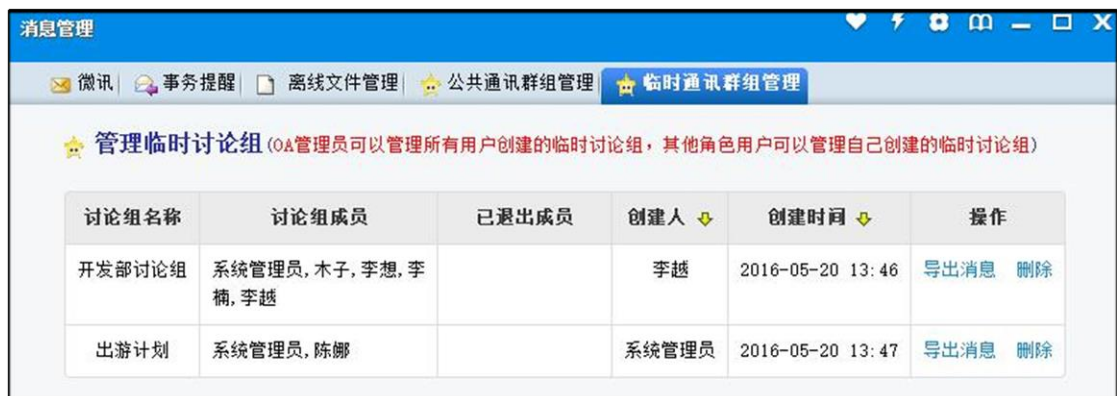 消息管理
微讯 事务提醒 离线文件管理 公共通讯群组管理 临时通讯群组管理
管理临时讨论组(OA管理员可以管理所有用户创建的临时讨论组，其他角色用户可以管理自己创建的临时讨论组)
讨论组名称 讨论组成员 已退出成员 创建人 创建时间 操作
开发部讨论组 系统管理员,木子,李想,李楠,李越 李越 2016-05-20 13:46 导出消息 删除
出游计划 系统管理员,陈娜 系统管理员 2016-05-20 13:47 导出消息 删除